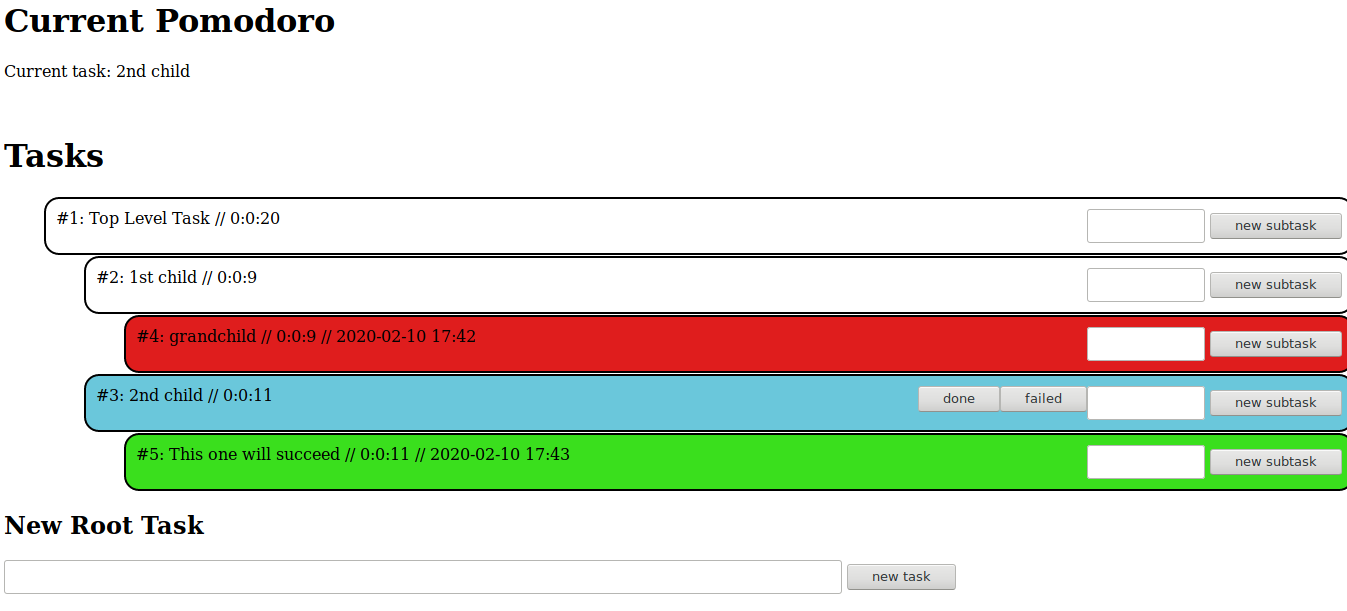 Current Pomodoro
Current task: 2nd child
Tasks
#1: Top Level Task // 0:0:20 new subtask
#2: 1st child // 0:0:9 new subtask
#4: grandchild // 0:0:9 // 2020-02-10 17:42 new subtask
#3: 2nd child // 0:0:11 done failed new subtask
#5: This one will succeed // 0:0:11 // 2020-02-10 17:43 new subtask
New Root Task
new task